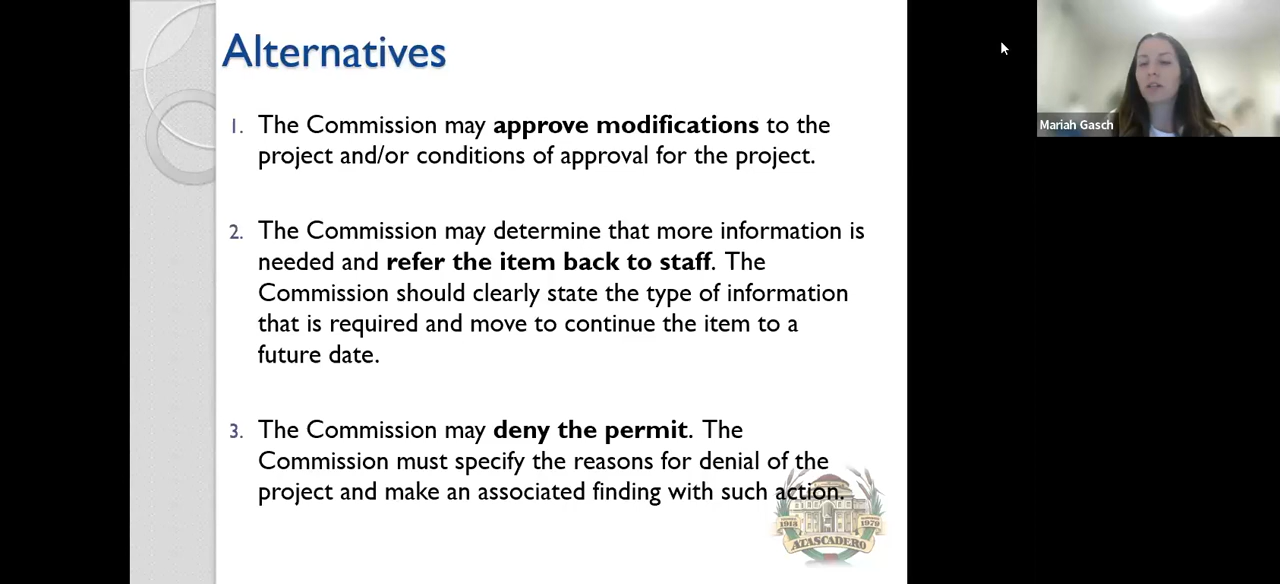 Alternatives
1. The Commission may approve modifications to the
project and/or conditions of approval for the project.
2. The Commission may determine that more information is
needed and refer the item back to staff. The
Commission should clearly state the type of information
that is required and move to continue the item to a
future date.
3. The Commission may deny the permit. The
Commission must specify the reasons for denial of the
project and make an associated finding with such action.
1913 1979
ATASCADERO
Mariah Gasch